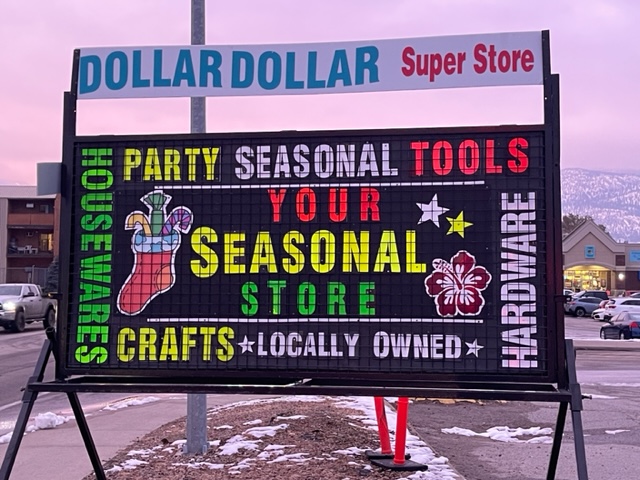 DOLLAR DOLLAR Super Store
PARTY SEASONAL TOOLS
HOUSEWARES
YOUR
SEASONAL
STORE
HARDWARE
CRAFTS ★LOCALLY OWNED★